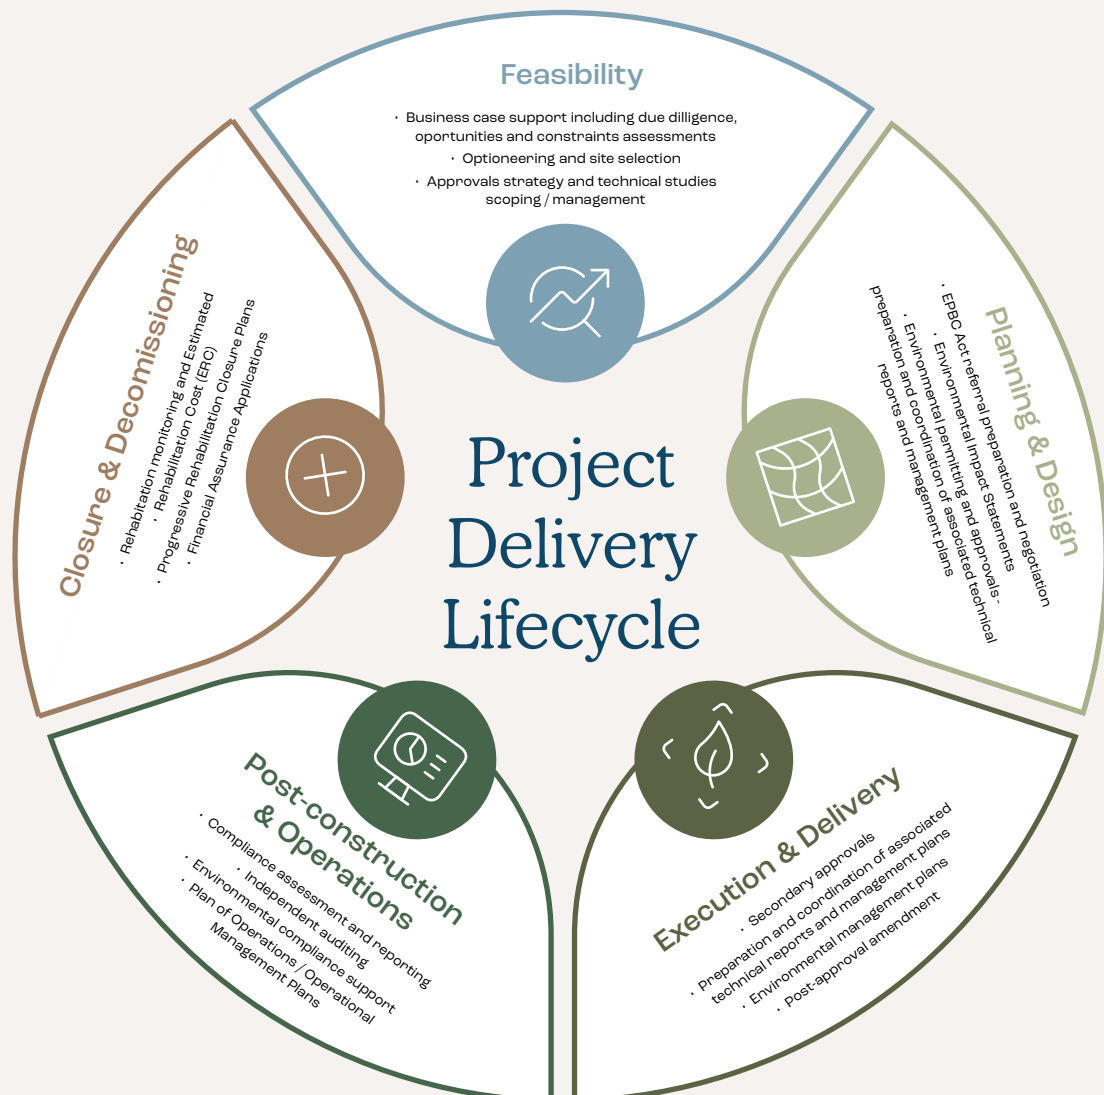 Feasibility
· Business case support including due dilligence,
oportunities and constraints assessments
· Optioneering and site selection
· Approvals strategy and technical studies
scoping / management
Planning & Design
· EPBC Act referral preparation and negotiation
· Environmental Impact Statements
· Environmental permitting and approvals -
preparation and coordination of associated technical
reports and management plans
Execution & Delivery
· Secondary approvals
· Preparation and coordination of associated
technical reports and management plans
· Environmental management plans
· Post-approval amendment
Post-construction
& Operations
· Compliance assessment and reporting
· Independent auditing
· Environmental compliance support
· Plan of Operations / Operational
Management Plans
Closure & Decomissioning
· Rehabitation monitoring and Estimated
· Rehabilitation Cost (ERC)
· Progressive Rehabilitation Closure Plans
· Financial Assurance Applications
Project
Delivery
Lifecycle